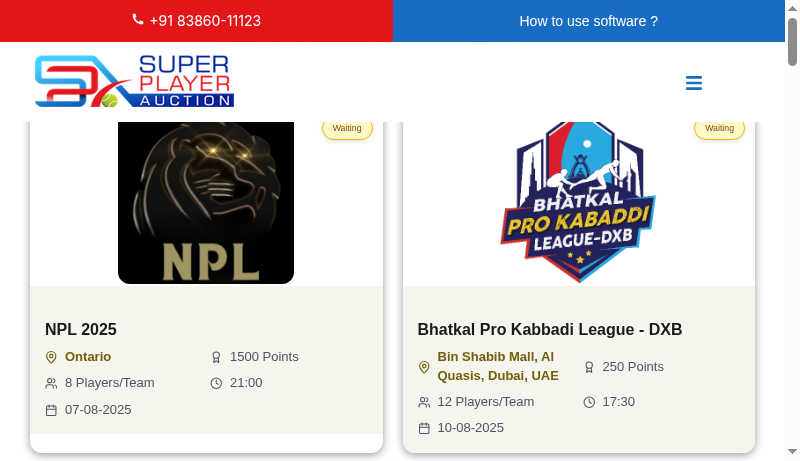 +91 83860-11123
How to use software ?
SUPER
PLAYER
AUCTION
Waiting
NPL
NPL 2025
Ontario
1500 Points
8 Players/Team
21:00
07-08-2025
Waiting
BHATKAL
PRO KABADDI
LEAGUE-DXB
Bhatkal Pro Kabbadi League - DXB
Bin Shabib Mall, Al
Quasis, Dubai, UAE
250 Points
12 Players/Team
17:30
10-08-2025